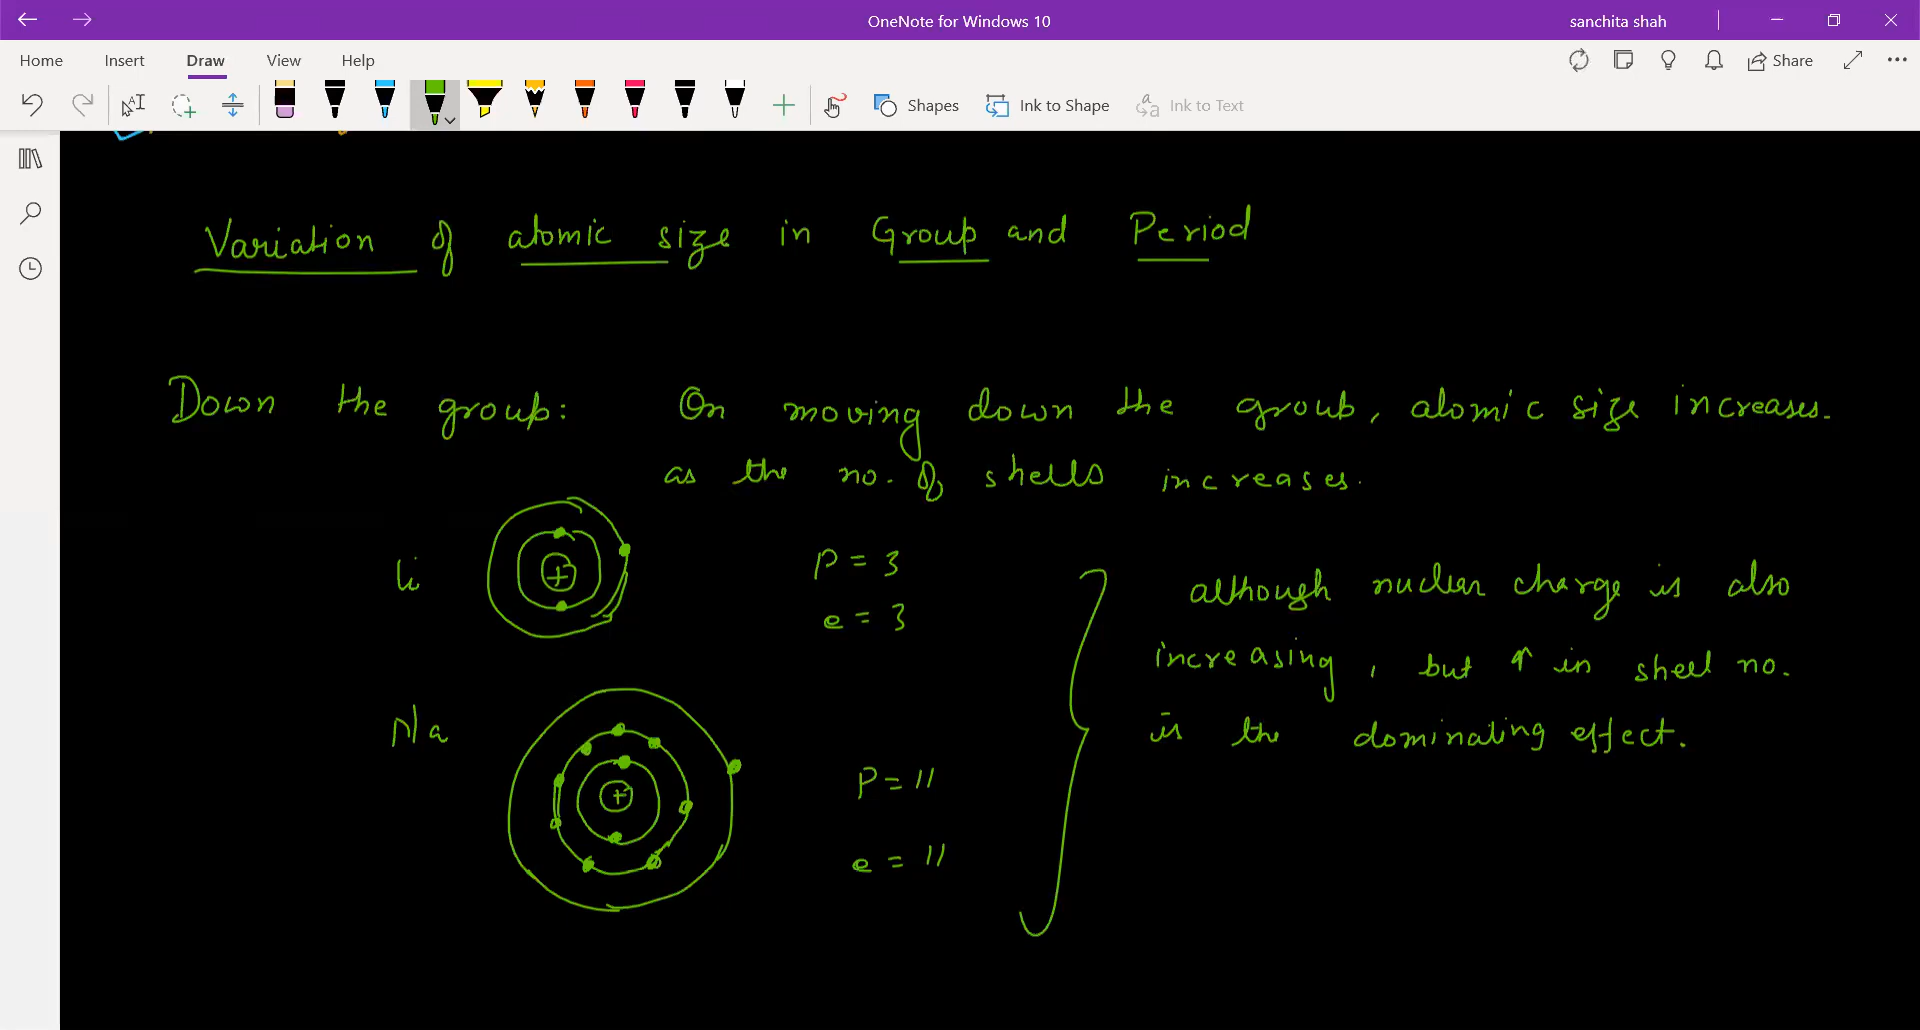 OneNote for Windows 10
sanchita shah
Home Insert Draw View Help
Share
Shapes Ink to Shape Ink to Text
Variation of atomic size in Group and Period
Down the group: On moving down the group, atomic size increases.
as the no. of shells increases.
Li
+
P = 3
e = 3
although nuclear charge is also
increasing, but ↑ in shell no.
is the dominating effect.
Na
+
P = 11
e = 11